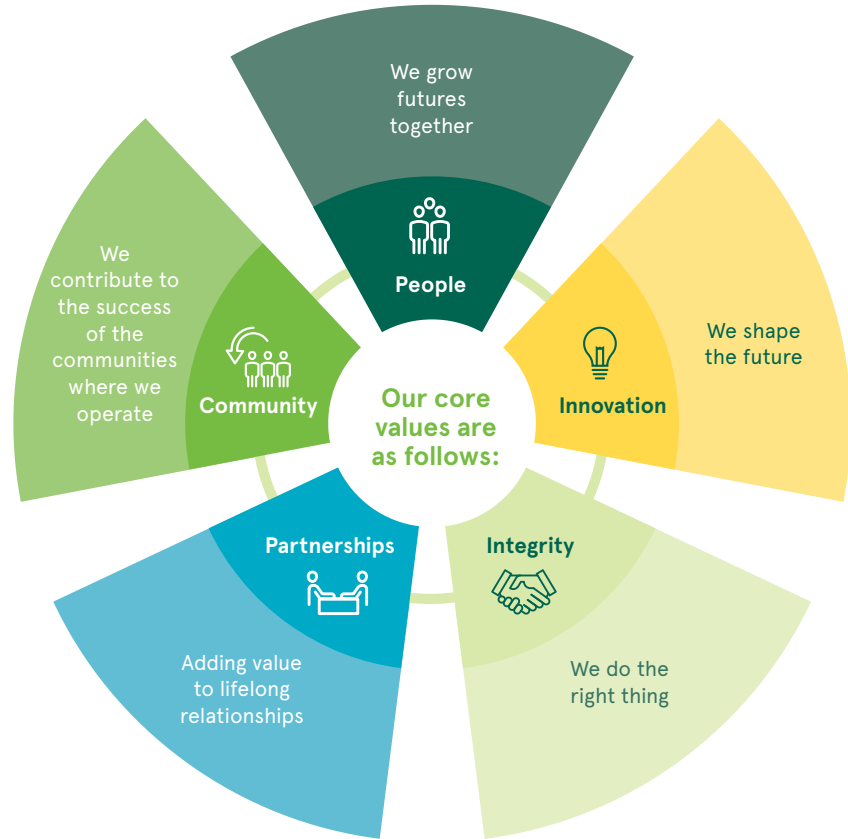 We grow
futures
together
People
We shape
the future
Innovation
We do the
right thing
Integrity
Adding value
to lifelong
relationships
Partnerships
We
contribute to
the success
of the
communities
where we
operate
Community
Our core
values are
as follows: